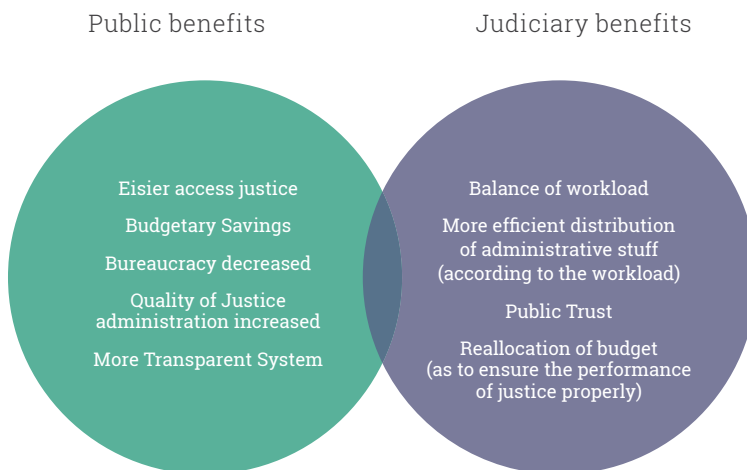 Public benefits
Judiciary benefits
Eisier access justice
Budgetary Savings
Bureaucracy decreased
Quality of Justice
administration increased
More Transparent System
Balance of workload
More efficient distribution
of administrative stuff
(according to the workload)
Public Trust
Reallocation of budget
(as to ensure the performance
of justice properly)